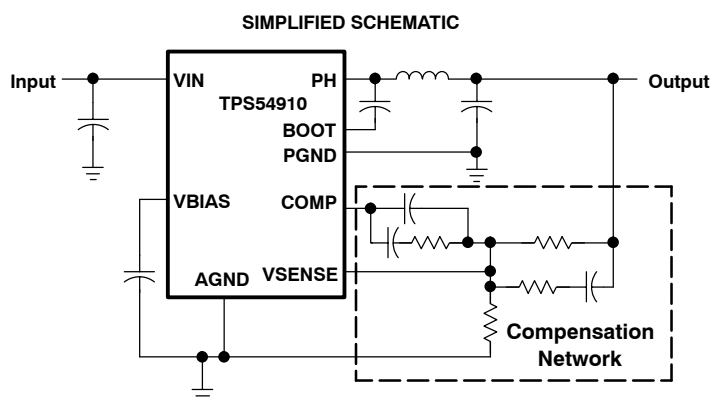 SIMPLIFIED SCHEMATIC
Input
VIN
PH
Output
TPS54910
BOOT
PGND
VBIAS
COMP
AGND
VSENSE
Compensation
Network